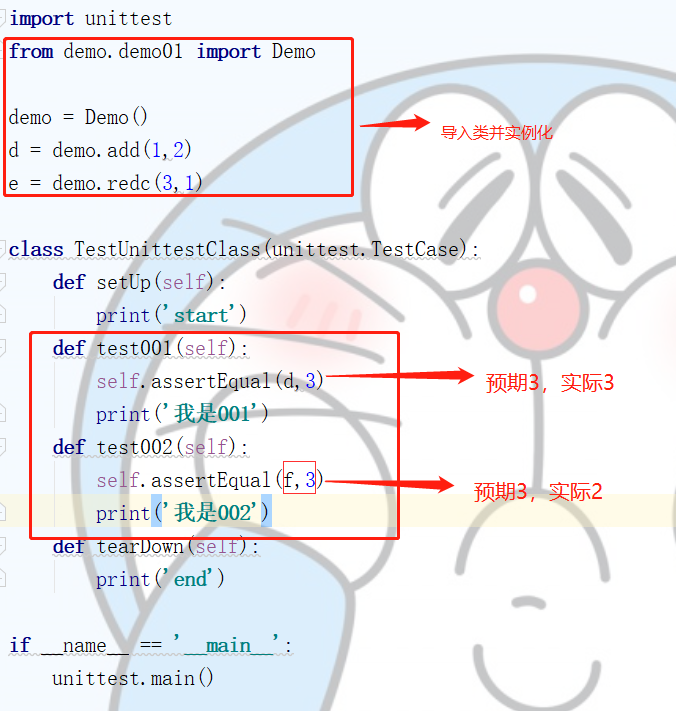 import unittest
from demo.demo01 import Demo
demo = Demo()
导入类并实例化
d = demo.add(1,2)
e = demo.redc(3,1)
class TestUnittestClass(unittest.TestCase):
def setUp(self):
print('start')
def test001(self):
self.assertEqual(d,3)
预期3，实际3
print('我是001')
def test002(self):
self.assertEqual(f,3)
预期3，实际2
print('我是002')
def tearDown(self):
print('end')
if __name__ == '__main__':
unittest.main()